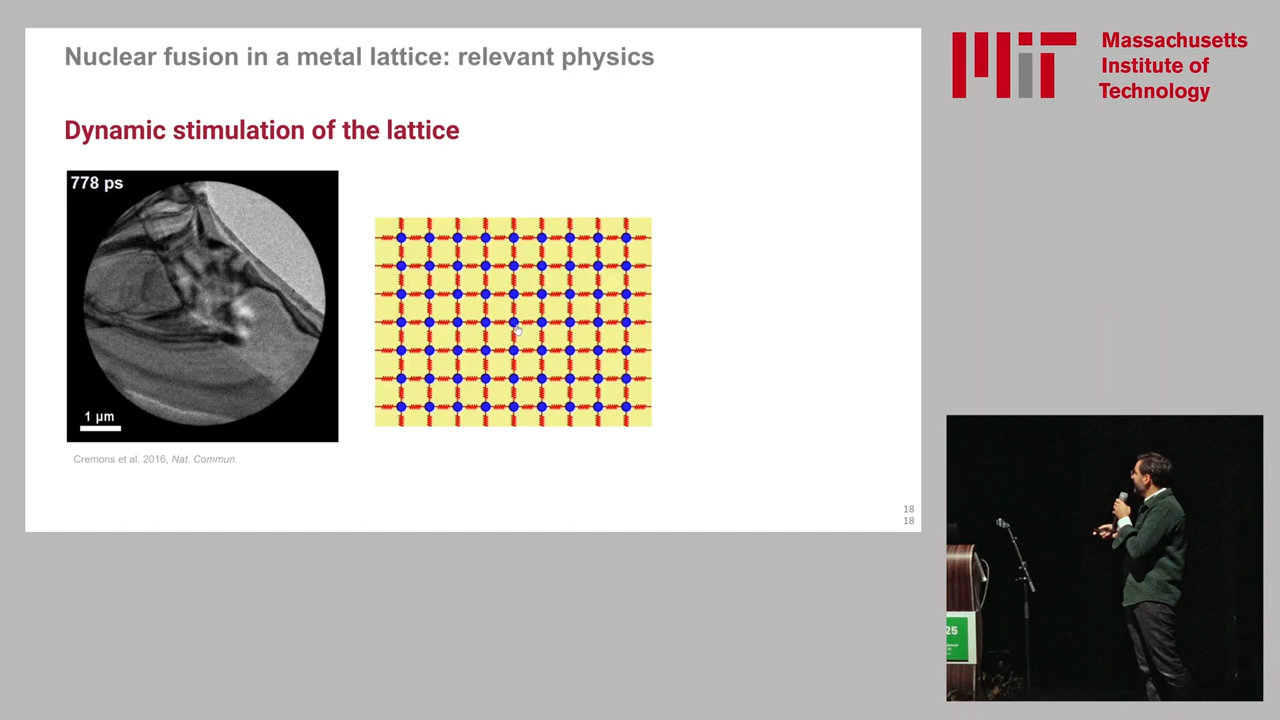 Nuclear fusion in a metal lattice: relevant physics
Dynamic stimulation of the lattice
778 ps
1 μm
Cremons et al. 2016, Nat. Commun.
18
18
Massachusetts
Institute of
Technology
25